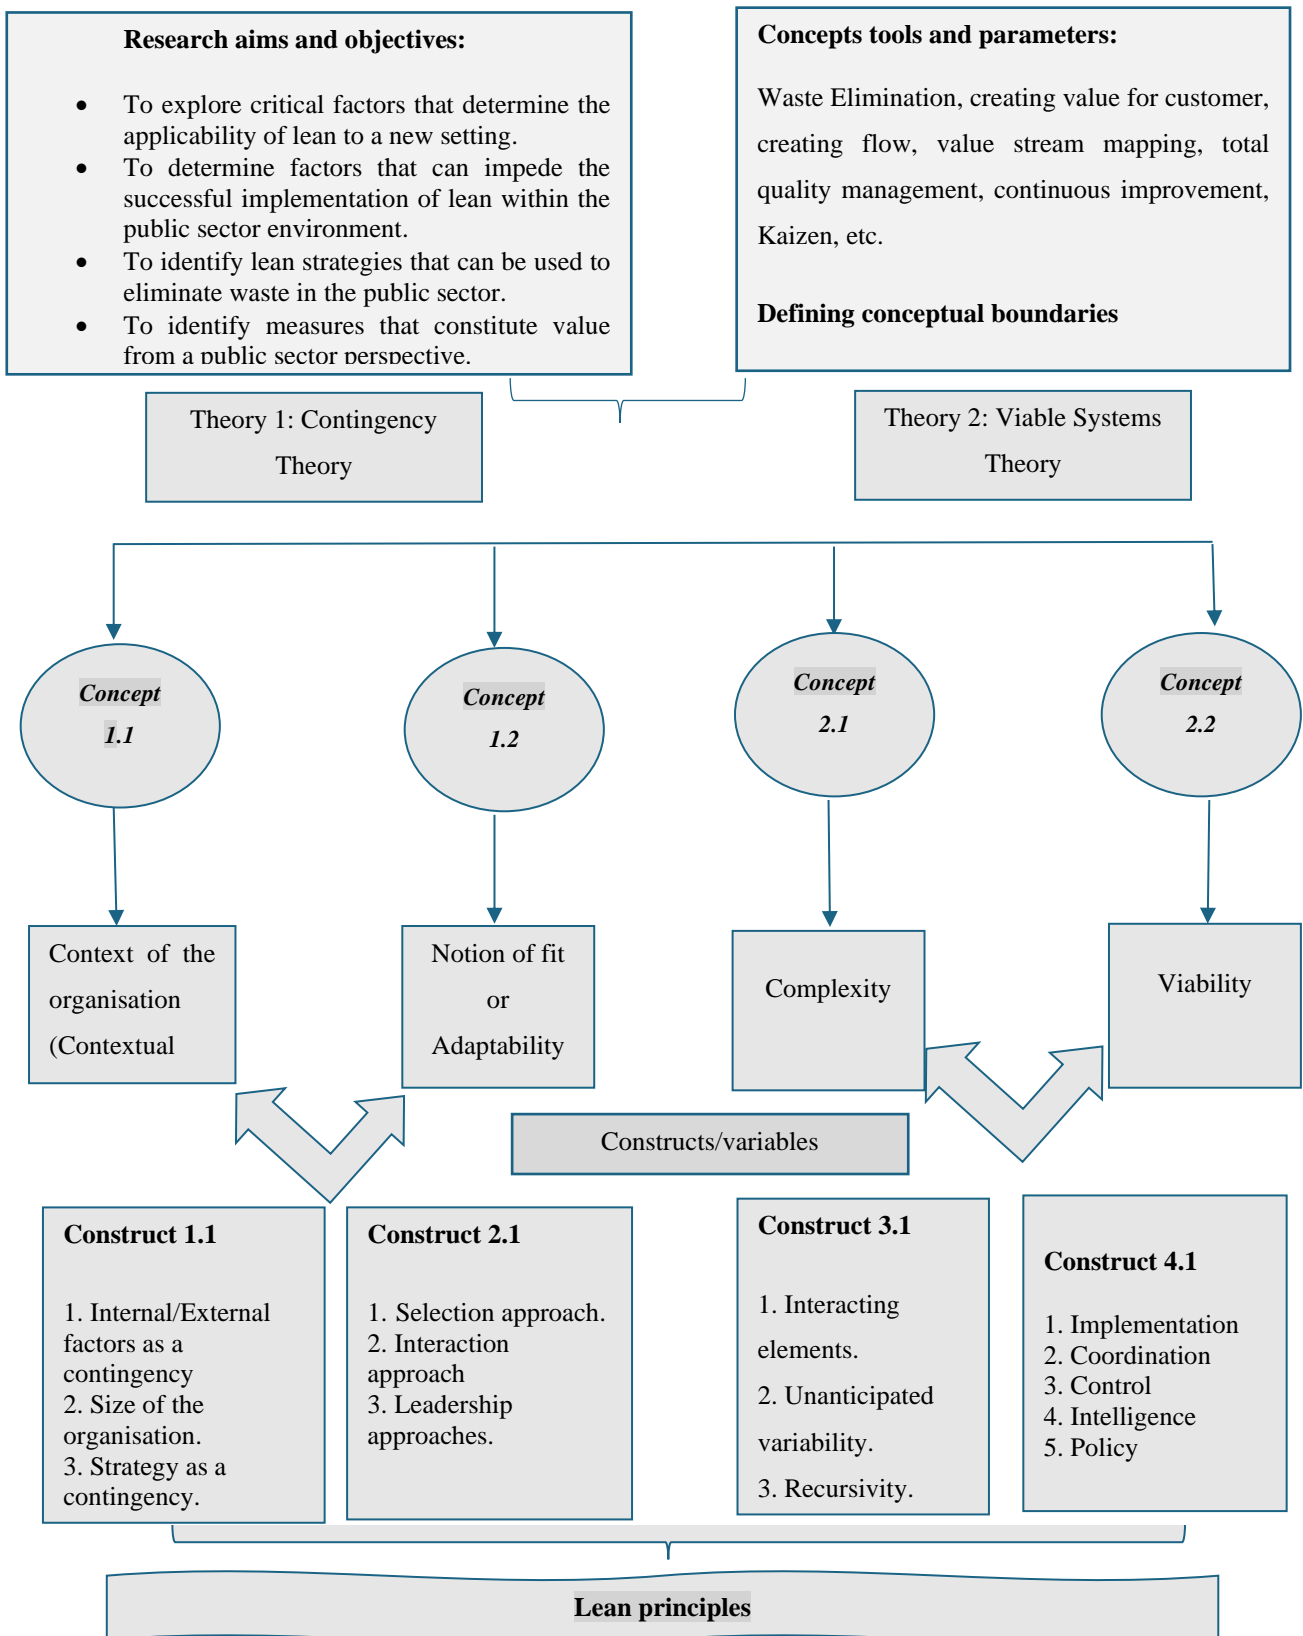 Research aims and objectives:
• To explore critical factors that determine the
applicability of lean to a new setting.
• To determine factors that can impede the
successful implementation of lean within the
public sector environment.
• To identify lean strategies that can be used to
eliminate waste in the public sector.
• To identify measures that constitute value
from a public sector perspective.
Concepts tools and parameters:
Waste Elimination, creating value for customer,
creating flow, value stream mapping, total
quality management, continuous improvement,
Kaizen, etc.
Defining conceptual boundaries
Theory 1: Contingency
Theory
Theory 2: Viable Systems
Theory
Concept
1.1
Concept
1.2
Concept
2.1
Concept
2.2
Context of the
organisation
(Contextual
Notion of fit
or
Adaptability
Complexity
Viability
Constructs/variables
Construct 1.1
1. Internal/External
factors as a
contingency
2. Size of the
organisation.
3. Strategy as a
contingency.
Construct 2.1
1. Selection approach.
2. Interaction
approach
3. Leadership
approaches.
Construct 3.1
1. Interacting
elements.
2. Unanticipated
variability.
3. Recursivity.
Construct 4.1
1. Implementation
2. Coordination
3. Control
4. Intelligence
5. Policy
Lean principles